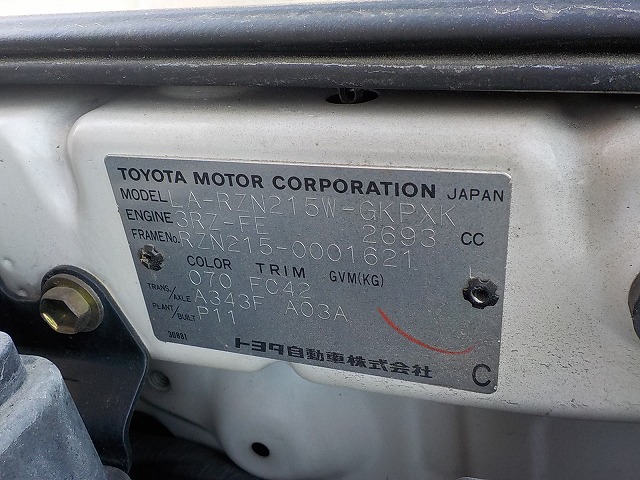 TOYOTA MOTOR CORPORATION JAPAN
MODEL LA-RZN215W-GKPXK
ENGINE 3RZ-FE 2693 CC
FRAME No. RZN215-0001621
COLOR TRIM GVM(KG)
070 FC42
TRANS./AXLE A343F A03A
PLANT/BUILT P11
30881 トヨタ自動車株式会社 C